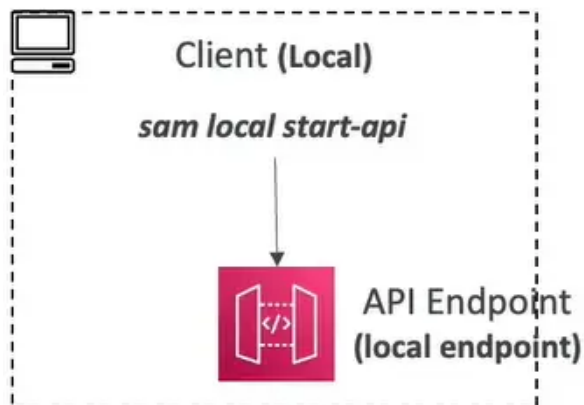 Client (Local)
sam local start-api
</>
API Endpoint
(local endpoint)